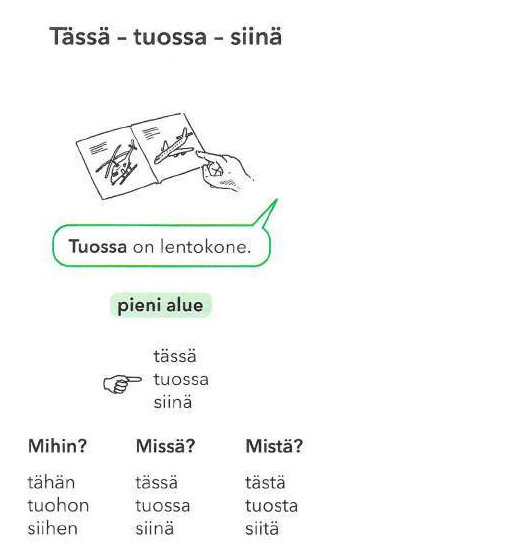 Tässä – tuossa – siinä
Tuossa on lentokone.
pieni alue
tässä
tuossa
siinä
Mihin? Missä? Mistä?
tähän tässä tästä
tuohon tuossa tuosta
siihen siinä siitä